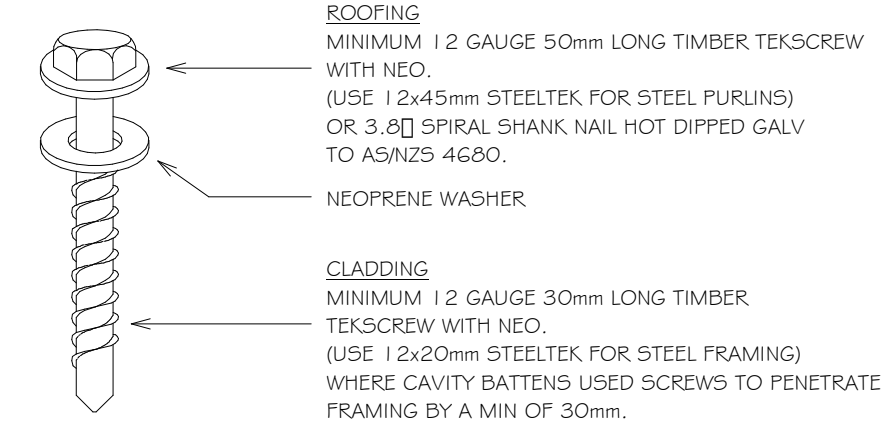 ROOFING
MINIMUM 12 GAUGE 50mm LONG TIMBER TEKSCREW
WITH NEO.
(USE 12x45mm STEELTEK FOR STEEL PURLINS)
OR 3.8▯ SPIRAL SHANK NAIL HOT DIPPED GALV
TO AS/NZS 4680.
NEOPRENE WASHER
CLADDING
MINIMUM 12 GAUGE 30mm LONG TIMBER
TEKSCREW WITH NEO.
(USE 12x20mm STEELTEK FOR STEEL FRAMING)
WHERE CAVITY BATTENS USED SCREWS TO PENETRATE
FRAMING BY A MIN OF 30mm.